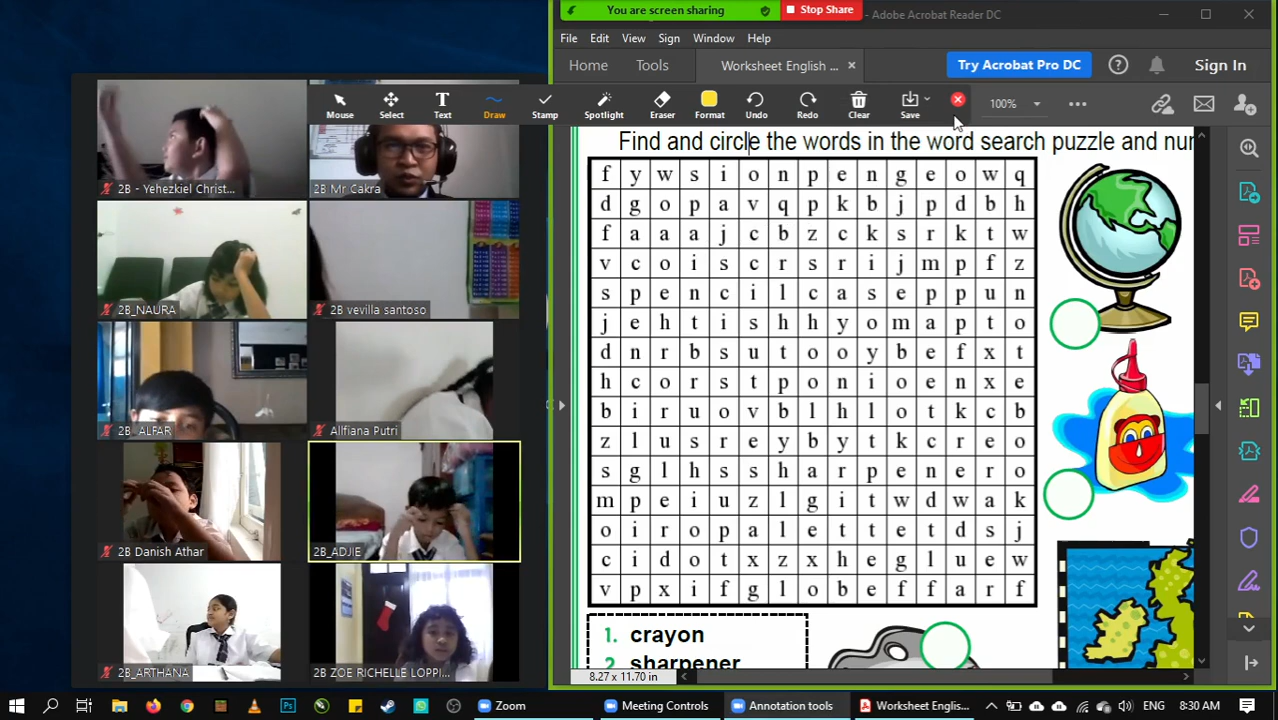 You are screen sharing
Stop Share
- Adobe Acrobat Reader DC
File Edit View Sign Window Help
Home Tools Worksheet English ... × Try Acrobat Pro DC Sign In
Mouse Select Text Draw Stamp Spotlight Eraser Format Undo Redo Clear Save 100%
Find and circle the words in the word search puzzle and nur
f y w s i o n p e n g e o w q
d g o p a v q p k b j p d b h
f a a a j c b z c k s r k t w
v c o i s c r s r i j m p f z
s p e n c i l c a s e p p u n
j e h t i s h h y o m a p t o
d n r b s u t o o y b e f x t
h c o r s t p o n i o e n x e
b i r u o v b l h l o t k c b
z l u s r e y b y t k c r e o
s g l h s s h a r p e n e r o
m p e i u z l g i t w d w a k
o i r o p a l e t t e t d s j
c i d o t x z x h e g l u e w
v p x i f g l o b e f f a r f
1. crayon
2 sharpener
8.27 x 11.70 in
2B - Yehezkiel Christ...
2B Mr Cakra
2B_NAURA
2B vevilla santoso
2B_ ALFAR
Allfiana Putri
2B Danish Athar
2B_ADJIE
2B_ARTHANA
2B ZOE RICHELLE LOPPI...
Zoom Meeting Controls Annotation tools Worksheet Englis... ENG 8:30 AM